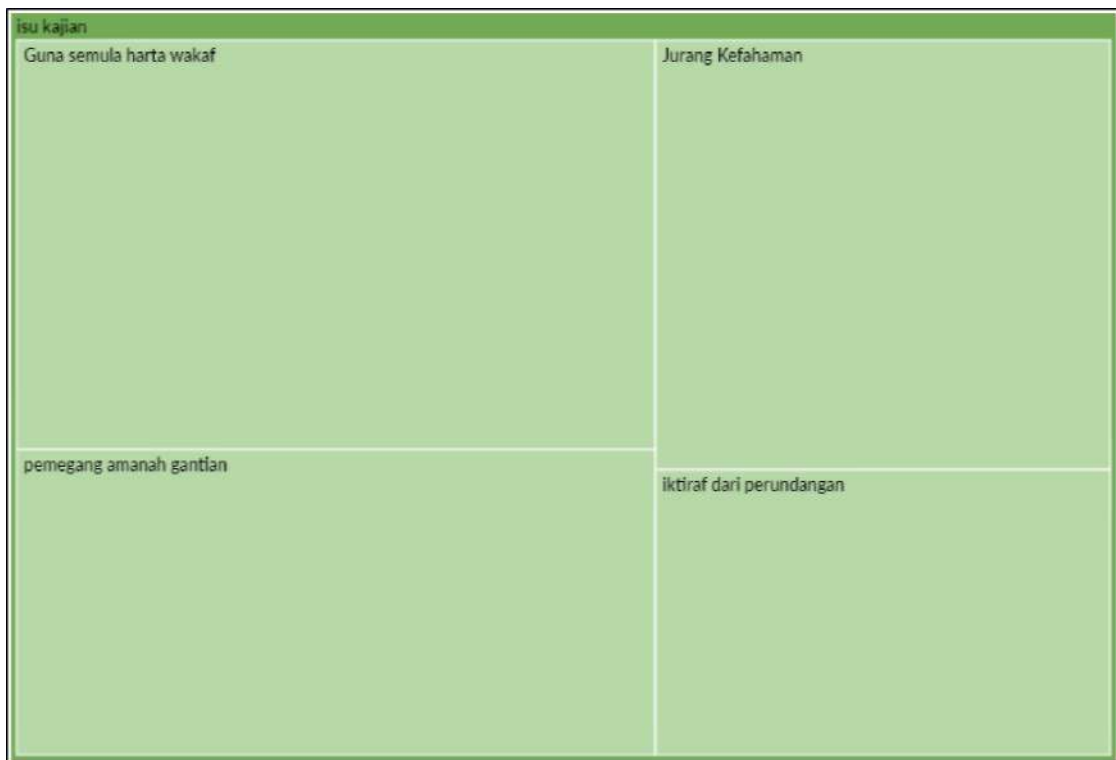 isu kajian
Guna semula harta wakaf
Jurang Kefahaman
pemegang amanah gantian
iktiraf dari perundangan